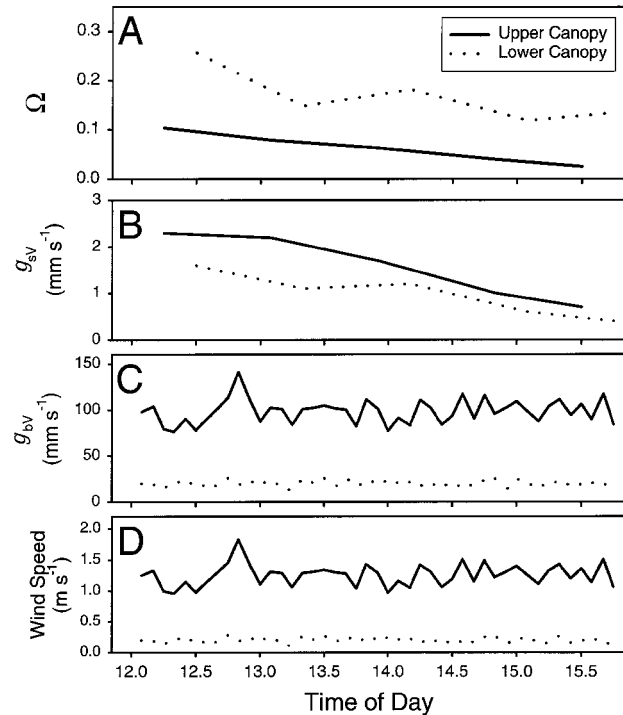 A
Upper Canopy
Lower Canopy
0.3
0.2
0.1
0.0
Ω
B
3
2
1
0
gsV
(mm s-1)
C
150
100
50
0
gbV
(mm s-1)
D
2.0
1.5
1.0
0.5
0.0
Wind Speed
(m s-1)
12.0 12.5 13.0 13.5 14.0 14.5 15.0 15.5
Time of Day